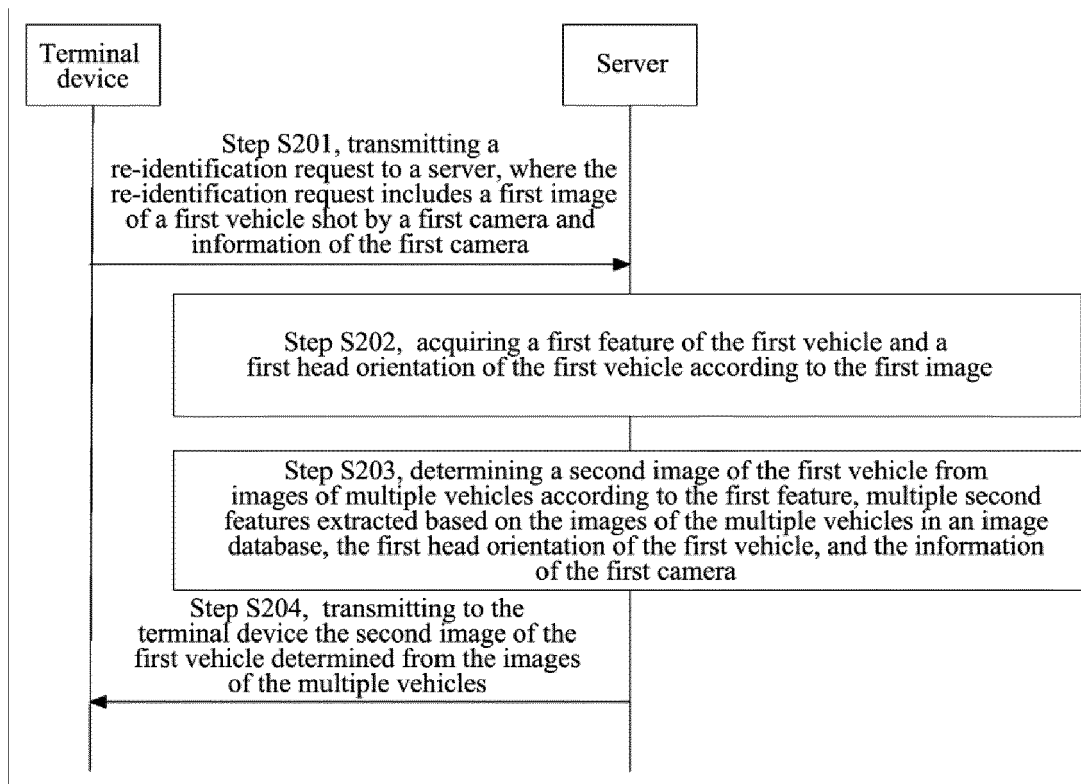 Terminal
device
Server
Step S201, transmitting a
re-identification request to a server, where the
re-identification request includes a first image
of a first vehicle shot by a first camera and
information of the first camera
Step S202, acquiring a first feature of the first vehicle and a
first head orientation of the first vehicle according to the first image
Step S203, determining a second image of the first vehicle from
images of multiple vehicles according to the first feature, multiple second
features extracted based on the images of the multiple vehicles in an image
database, the first head orientation of the first vehicle, and the information
of the first camera
Step S204, transmitting to the
terminal device the second image of the
first vehicle determined from the images
of the multiple vehicles